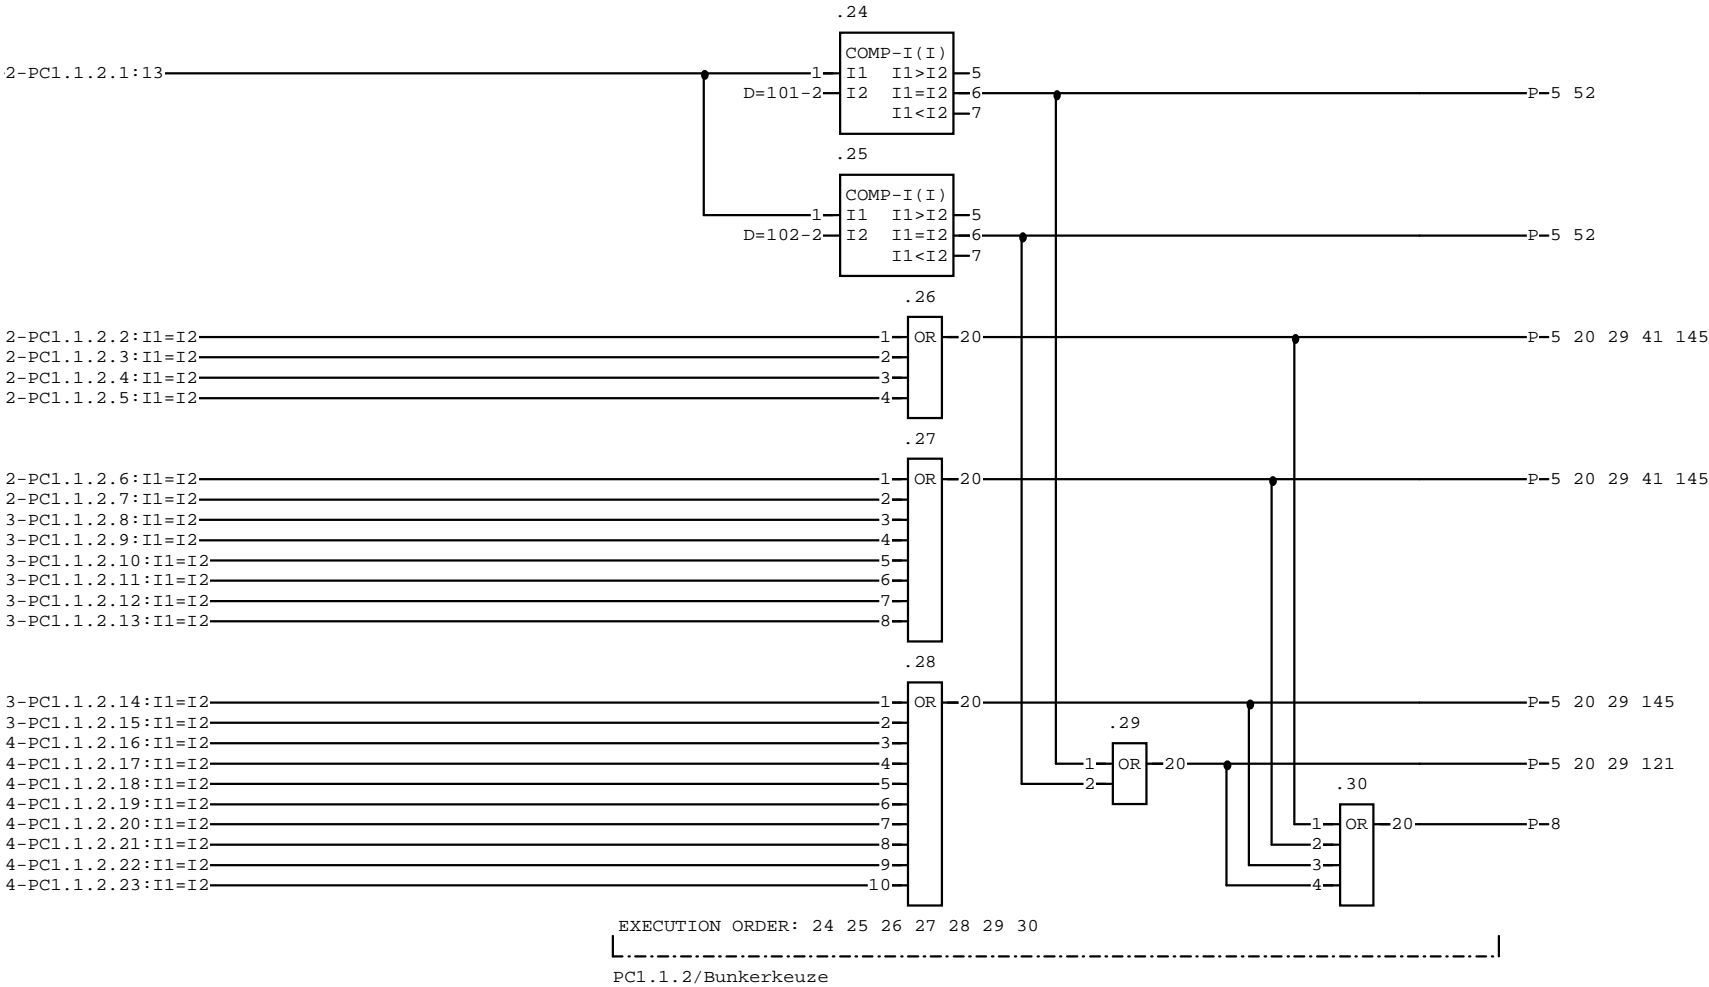 .24
COMP-I(I)
2-PC1.1.2.1:13 1 I1 I1>I2 5
D=101-2 I2 I1=I2 6 P-5 52
I1<I2 7
.25
COMP-I(I)
1 I1 I1>I2 5
D=102-2 I2 I1=I2 6 P-5 52
I1<I2 7
.26
2-PC1.1.2.2:I1=I2 1 OR 20 P-5 20 29 41 145
2-PC1.1.2.3:I1=I2 2
2-PC1.1.2.4:I1=I2 3
2-PC1.1.2.5:I1=I2 4
.27
2-PC1.1.2.6:I1=I2 1 OR 20 P-5 20 29 41 145
2-PC1.1.2.7:I1=I2 2
3-PC1.1.2.8:I1=I2 3
3-PC1.1.2.9:I1=I2 4
3-PC1.1.2.10:I1=I2 5
3-PC1.1.2.11:I1=I2 6
3-PC1.1.2.12:I1=I2 7
3-PC1.1.2.13:I1=I2 8
.28
3-PC1.1.2.14:I1=I2 1 OR 20 P-5 20 29 145
3-PC1.1.2.15:I1=I2 2
.29
4-PC1.1.2.16:I1=I2 3
4-PC1.1.2.17:I1=I2 4 1 OR 20 P-5 20 29 121
4-PC1.1.2.18:I1=I2 5 2
.30
4-PC1.1.2.19:I1=I2 6
4-PC1.1.2.20:I1=I2 7 1 OR 20 P-8
4-PC1.1.2.21:I1=I2 8 2
4-PC1.1.2.22:I1=I2 9 3
4-PC1.1.2.23:I1=I2 10 4
EXECUTION ORDER: 24 25 26 27 28 29 30
PC1.1.2/Bunkerkeuze